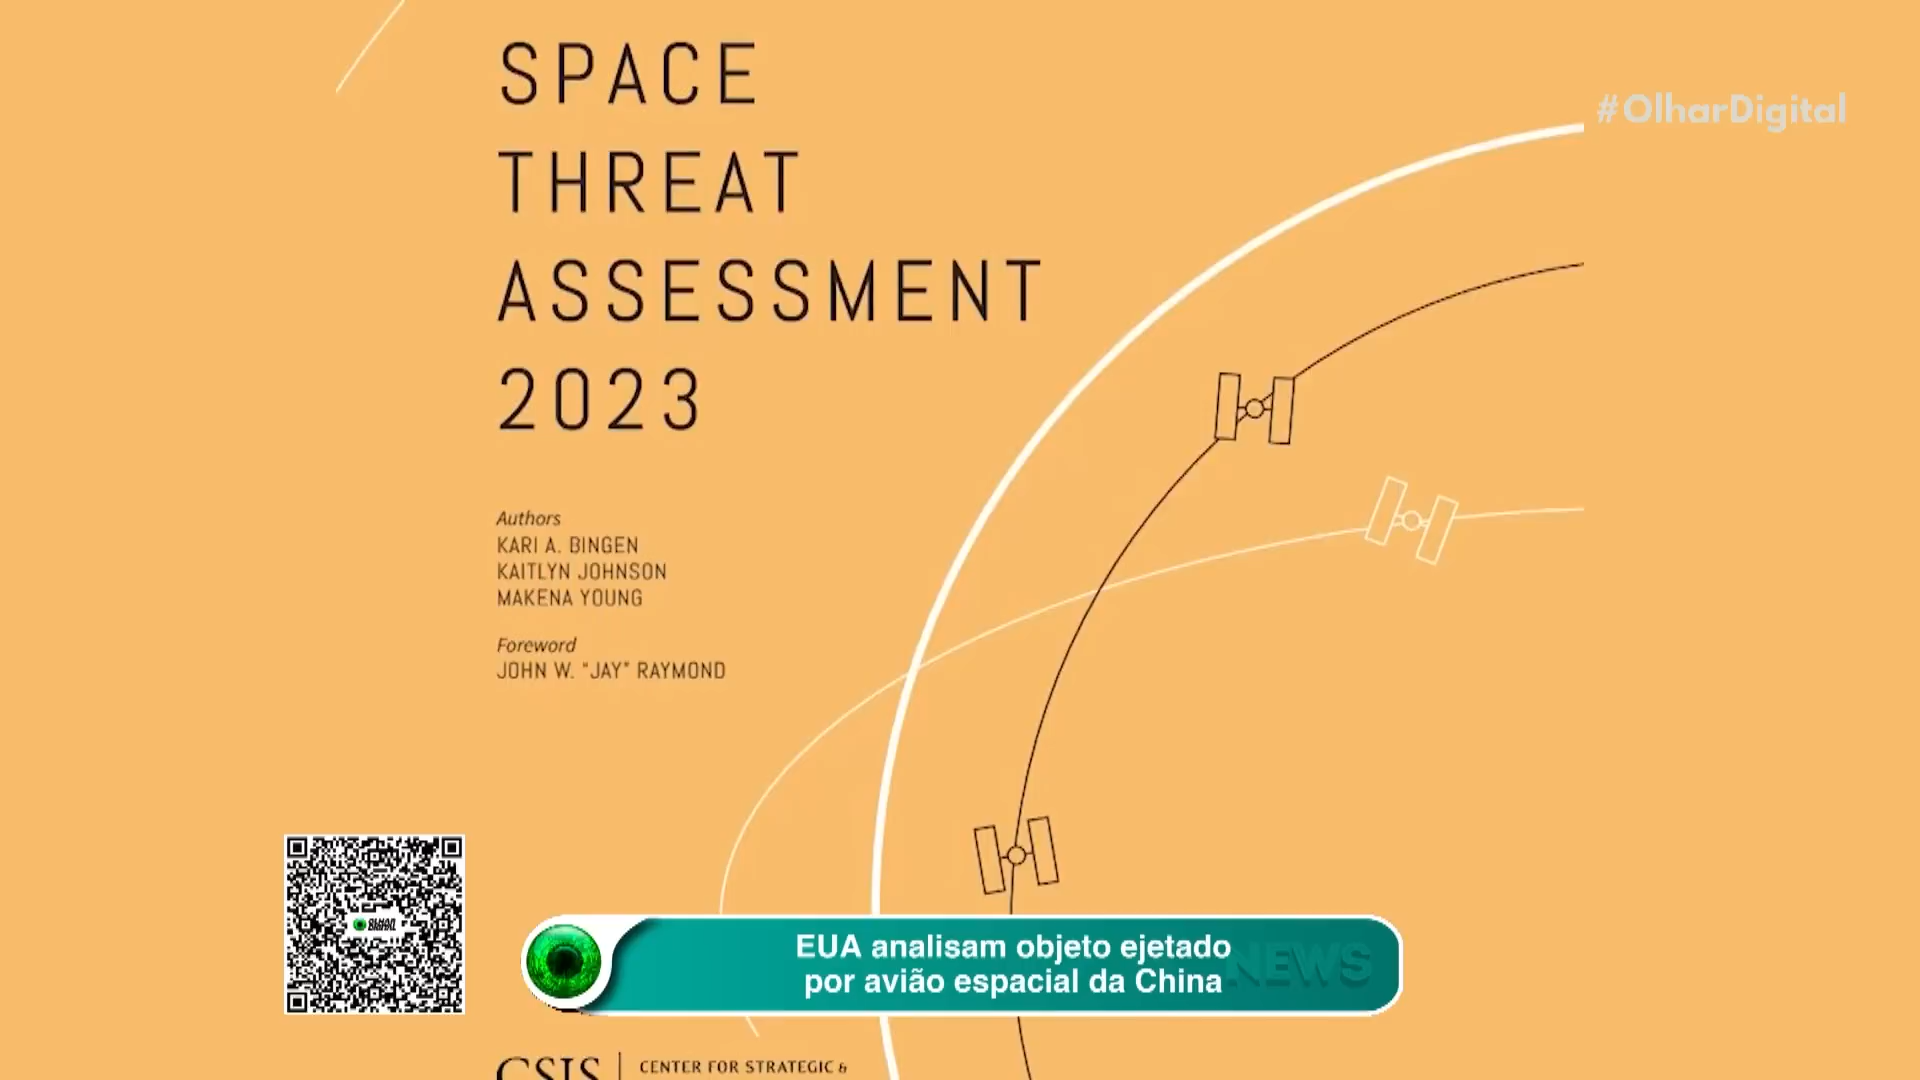 SPACE
THREAT
ASSESSMENT
2023
#OlharDigital
Authors
KARI A. BINGEN
KAITLYN JOHNSON
MAKENA YOUNG
Foreword
JOHN W. "JAY" RAYMOND
EUA analisam objeto ejetado
por avião espacial da China
NEWS
CSIS
CENTER FOR STRATEGIC &